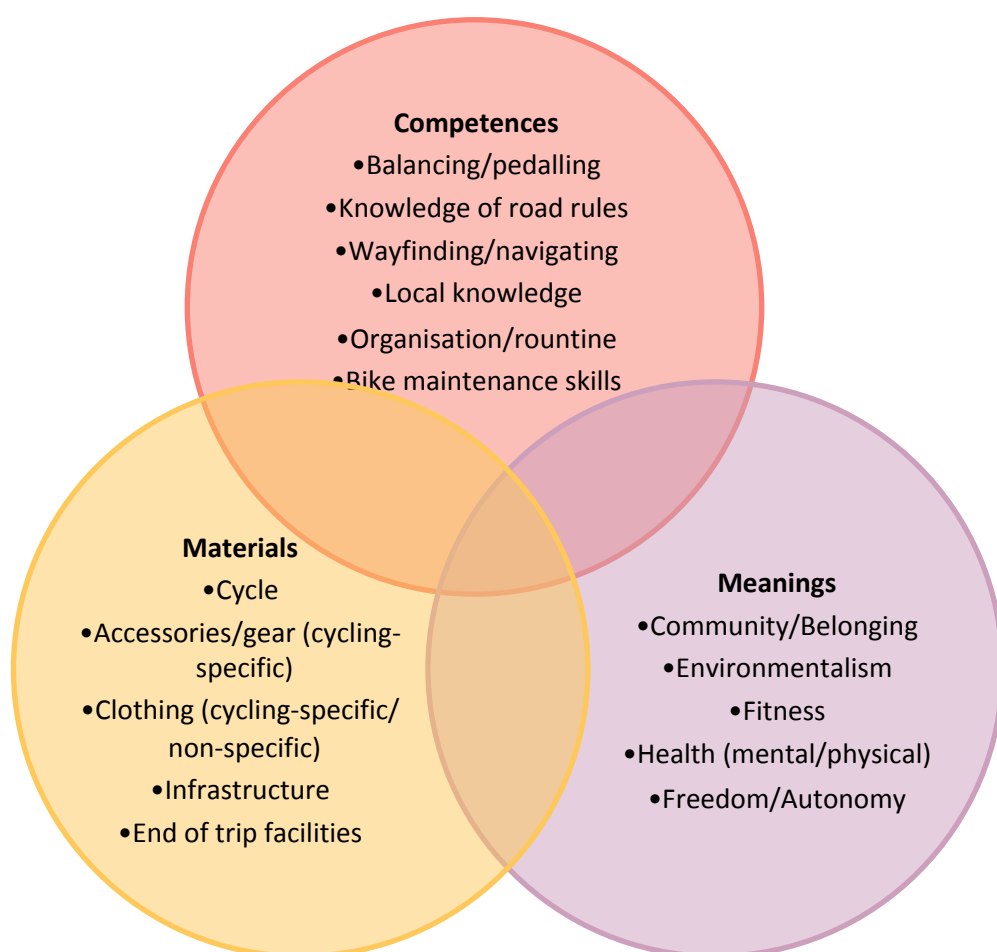 Competences
•Balancing/pedalling
•Knowledge of road rules
•Wayfinding/navigating
•Local knowledge
•Organisation/rountine
•Bike maintenance skills
Materials
•Cycle
•Accessories/gear (cycling-
specific)
•Clothing (cycling-specific/
non-specific)
•Infrastructure
•End of trip facilities
Meanings
•Community/Belonging
•Environmentalism
•Fitness
•Health (mental/physical)
•Freedom/Autonomy